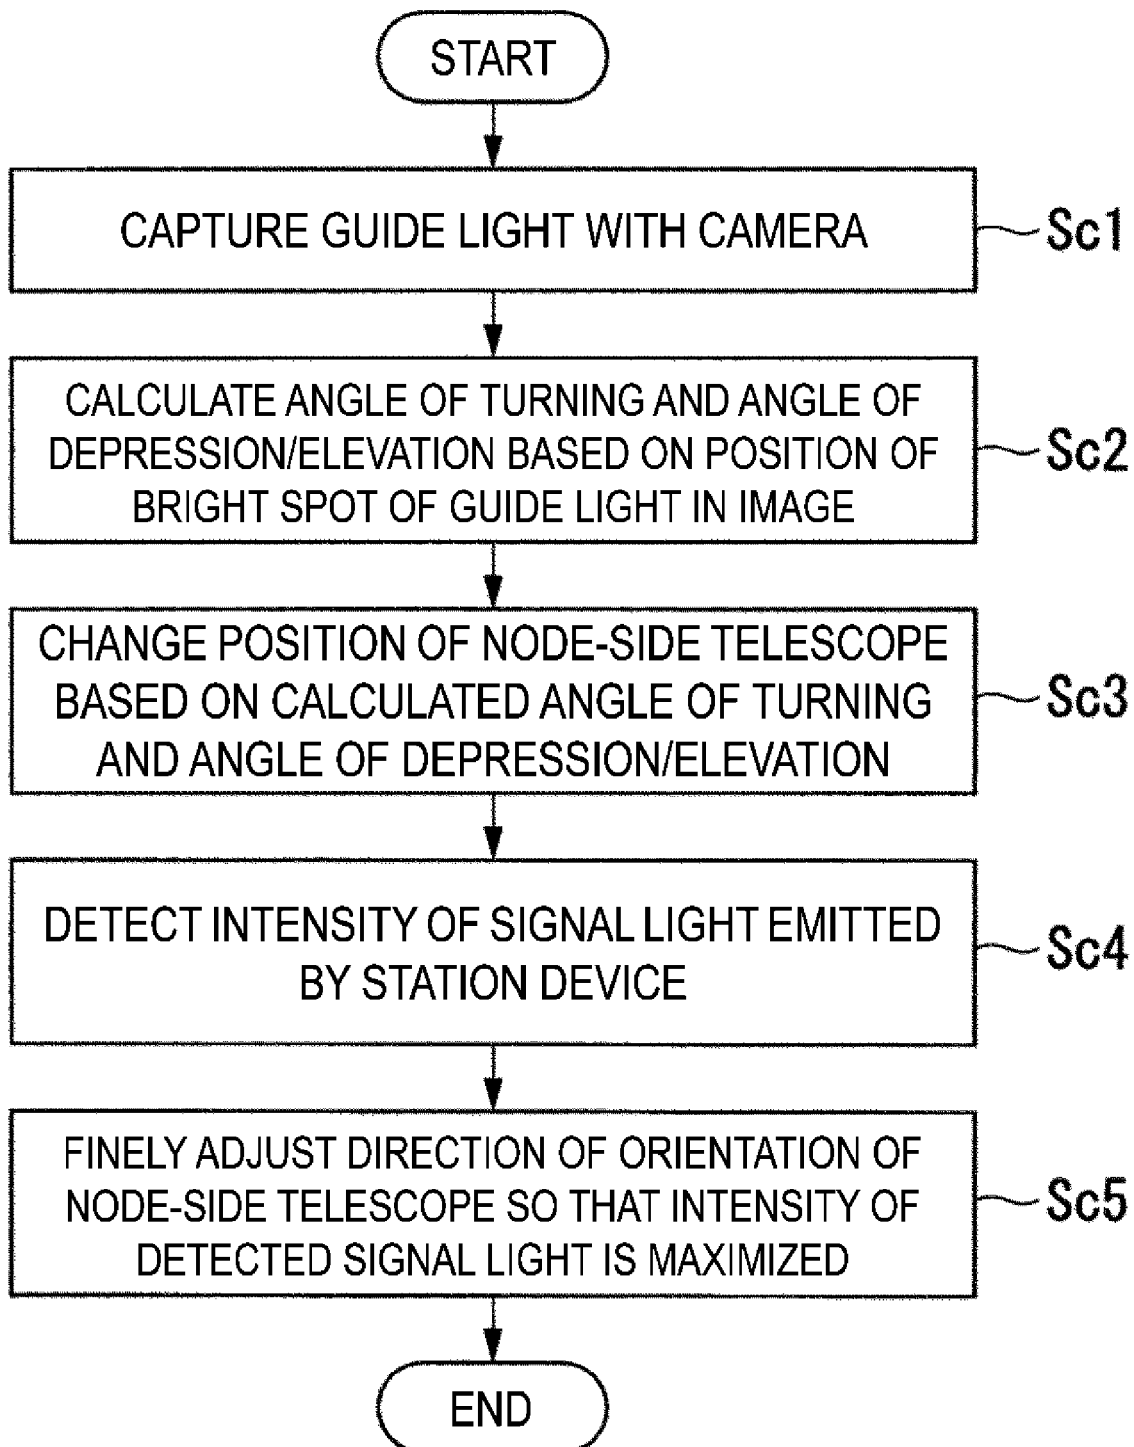 START
CAPTURE GUIDE LIGHT WITH CAMERA
Sc1
CALCULATE ANGLE OF TURNING AND ANGLE OF
DEPRESSION/ELEVATION BASED ON POSITION OF
BRIGHT SPOT OF GUIDE LIGHT IN IMAGE
Sc2
CHANGE POSITION OF NODE-SIDE TELESCOPE
BASED ON CALCULATED ANGLE OF TURNING
AND ANGLE OF DEPRESSION/ELEVATION
Sc3
DETECT INTENSITY OF SIGNAL LIGHT EMITTED
BY STATION DEVICE
Sc4
FINELY ADJUST DIRECTION OF ORIENTATION OF
NODE-SIDE TELESCOPE SO THAT INTENSITY OF
DETECTED SIGNAL LIGHT IS MAXIMIZED
Sc5
END